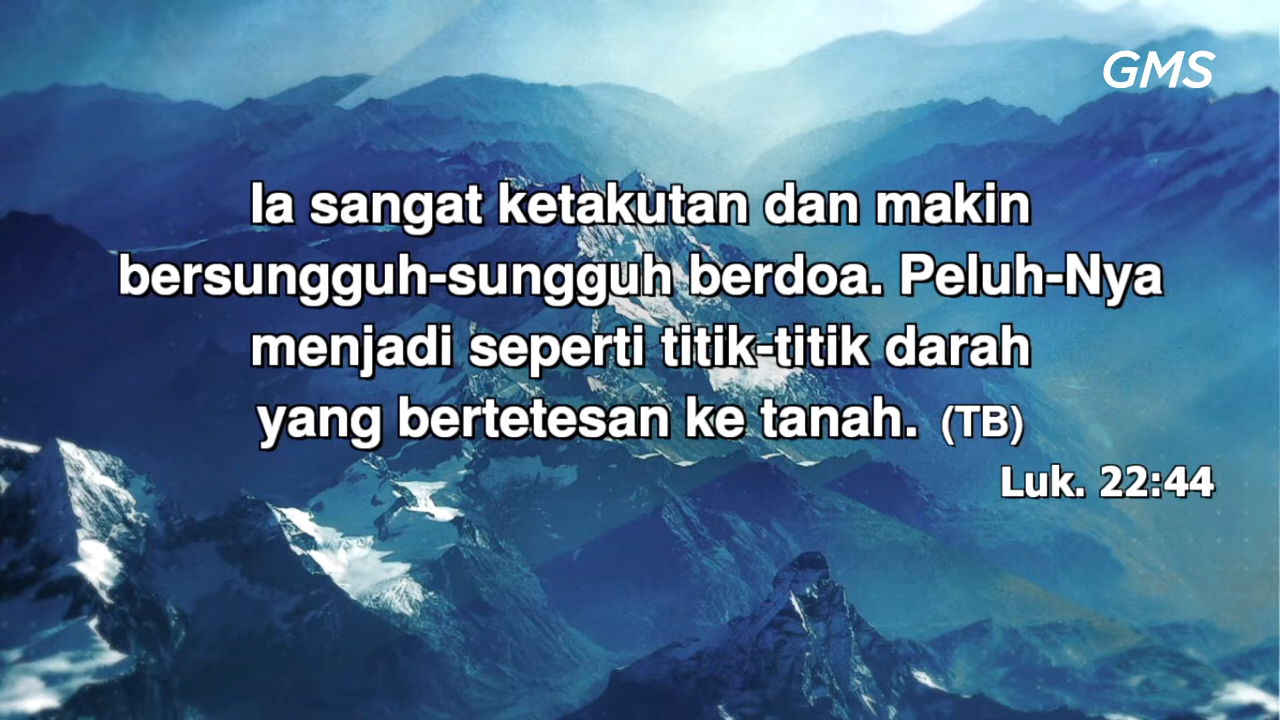 GMS
Ia sangat ketakutan dan makin
bersungguh-sungguh berdoa. Peluh-Nya
menjadi seperti titik-titik darah
yang bertetesan ke tanah. (TB)
Luk. 22:44